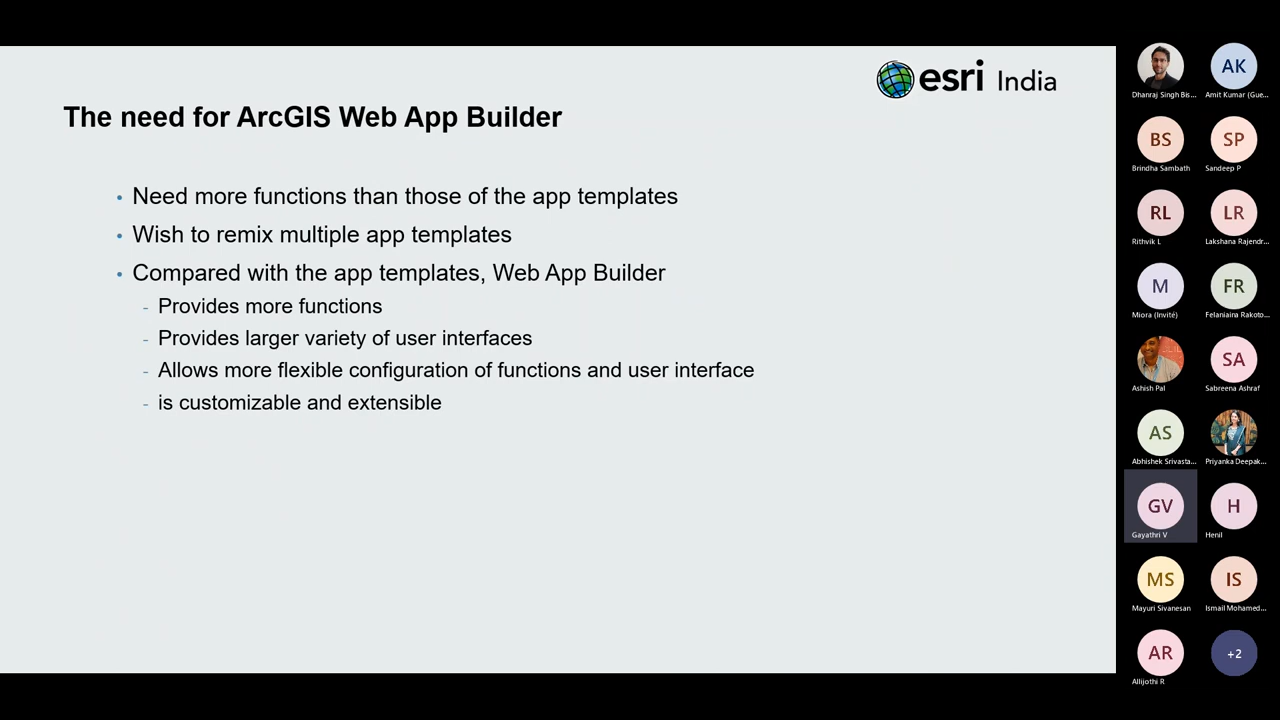 esri India
The need for ArcGIS Web App Builder
• Need more functions than those of the app templates
• Wish to remix multiple app templates
• Compared with the app templates, Web App Builder
- Provides more functions
- Provides larger variety of user interfaces
- Allows more flexible configuration of functions and user interface
- is customizable and extensible
Dhanraj Singh Bis...
AK
Amit Kumar (Gue...
BS
Brindha Sambath
SP
Sandeep P
RL
Rithvik L
LR
Lakshana Rajendr...
M
Miora (Invité)
FR
Felaniaina Rakoto...
Ashish Pal
SA
Sabreena Ashraf
AS
Abhishek Srivasta...
Priyanka Deepak...
GV
Gayathri V
H
Henil
MS
Mayuri Sivanesan
IS
Ismail Mohamed...
AR
Allijothi R
+2